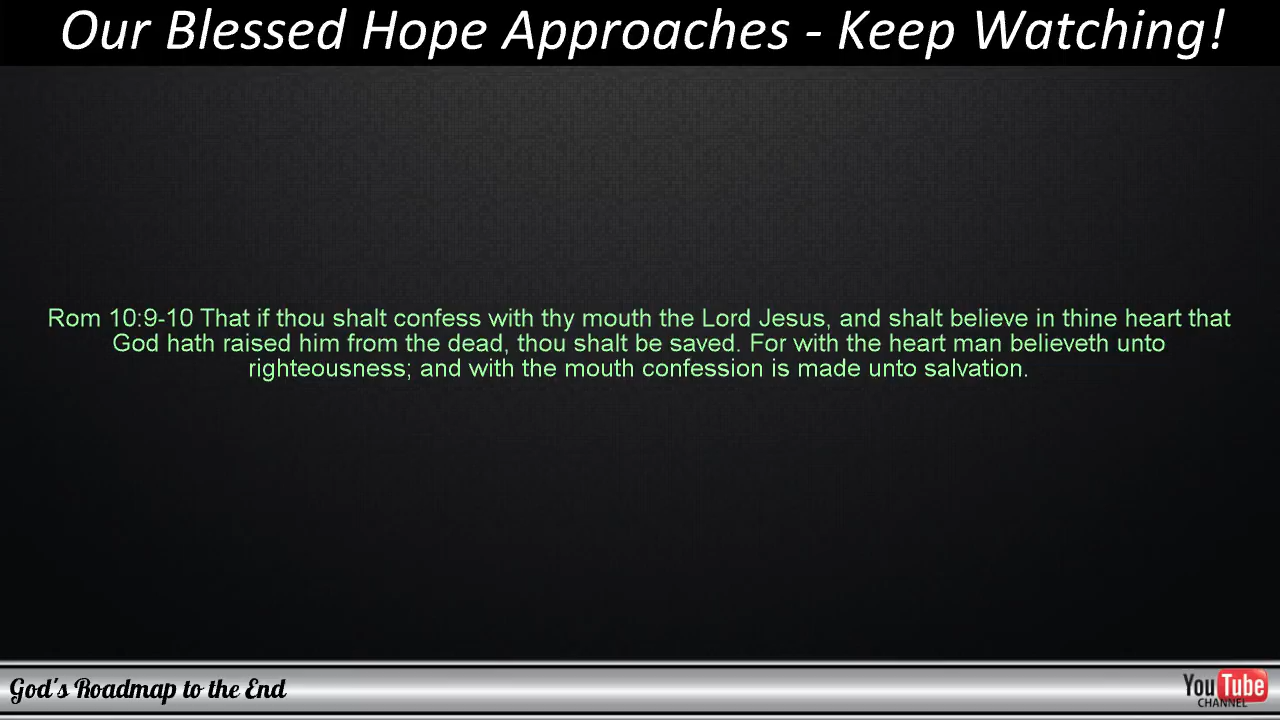 Our Blessed Hope Approaches - Keep Watching!
Rom 10:9-10 That if thou shalt confess with thy mouth the Lord Jesus, and shalt believe in thine heart that
God hath raised him from the dead, thou shalt be saved. For with the heart man believeth unto
righteousness; and with the mouth confession is made unto salvation.
God's Roadmap to the End
YouTube
CHANNEL